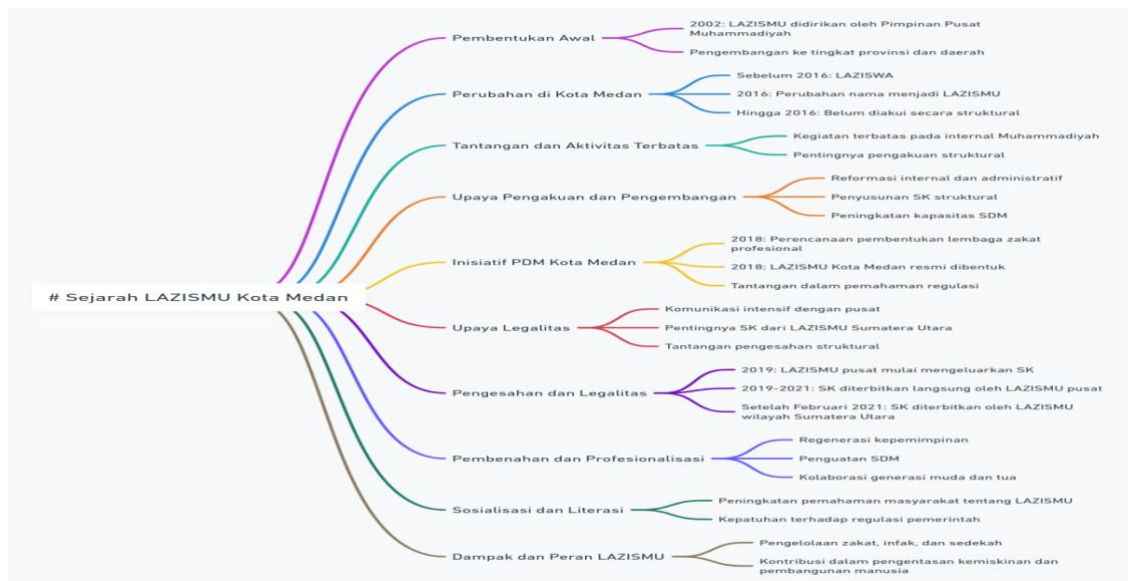 # Sejarah LAZISMU Kota Medan
Pembentukan Awal
2002: LAZISMU didirikan oleh Pimpinan Pusat
Muhammadiyah
Pengembangan ke tingkat provinsi dan daerah
Perubahan di Kota Medan
Sebelum 2016: LAZISWA
2016: Perubahan nama menjadi LAZISMU
Hingga 2016: Belum diakui secara struktural
Tantangan dan Aktivitas Terbatas
Kegiatan terbatas pada internal Muhammadiyah
Pentingnya pengakuan struktural
Upaya Pengakuan dan Pengembangan
Reformasi internal dan administratif
Penyusunan SK struktural
Peningkatan kapasitas SDM
Inisiatif PDM Kota Medan
2018: Perencanaan pembentukan lembaga zakat
profesional
2018: LAZISMU Kota Medan resmi dibentuk
Tantangan dalam pemahaman regulasi
Upaya Legalitas
Komunikasi intensif dengan pusat
Pentingnya SK dari LAZISMU Sumatera Utara
Tantangan pengesahan struktural
Pengesahan dan Legalitas
2019: LAZISMU pusat mulai mengeluarkan SK
2019-2021: SK diterbitkan langsung oleh LAZISMU pusat
Setelah Februari 2021: SK diterbitkan oleh LAZISMU
wilayah Sumatera Utara
Pembenahan dan Profesionalisasi
Regenerasi kepemimpinan
Penguatan SDM
Kolaborasi generasi muda dan tua
Sosialisasi dan Literasi
Peningkatan pemahaman masyarakat tentang LAZISMU
Kepatuhan terhadap regulasi pemerintah
Dampak dan Peran LAZISMU
Pengelolaan zakat, infak, dan sedekah
Kontribusi dalam pengentasan kemiskinan dan
pembangunan manusia